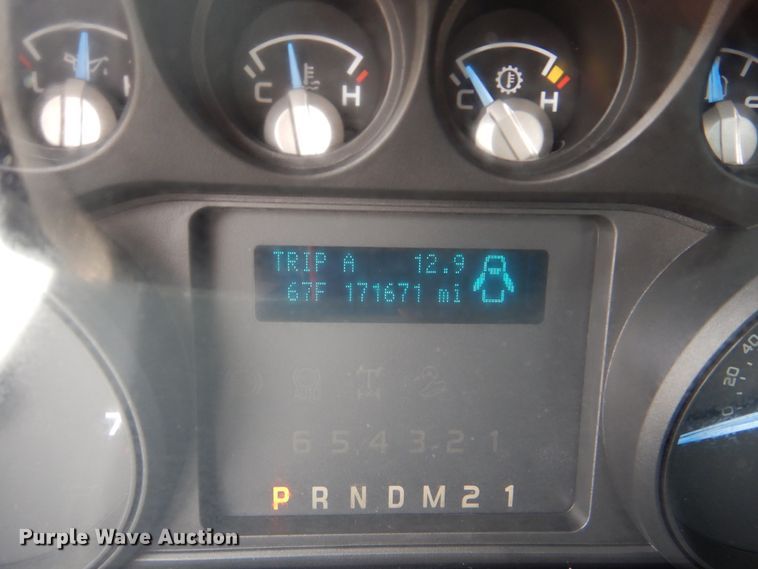 L H
C H
C H
TRIP A 12.9
67F 171671 mi
7
20 40
6 5 4 3 2 1
P R N D M 2 1
Purple Wave Auction®